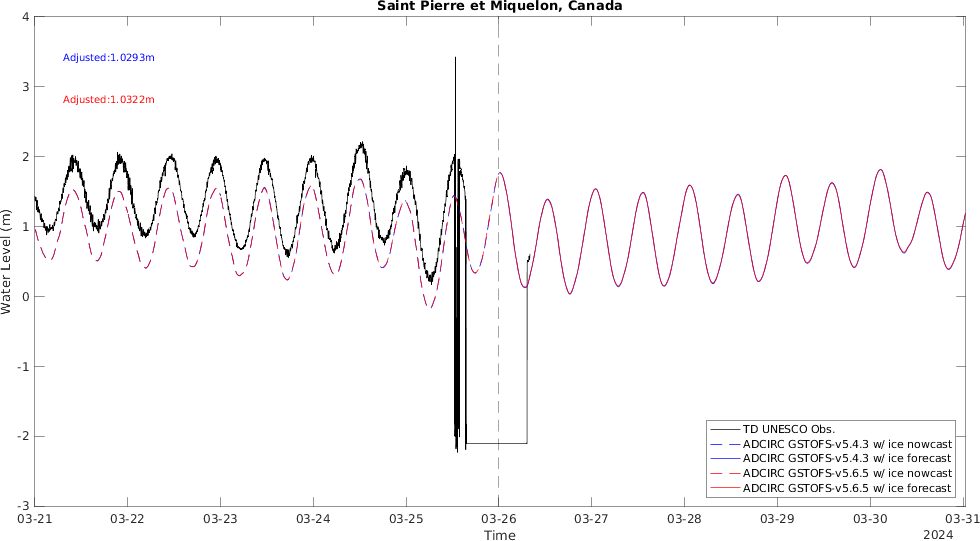 Saint Pierre et Miquelon, Canada
Adjusted:1.0293m
Adjusted:1.0322m
4
3
2
1
0
-1
-2
-3
Water Level (m)
TD UNESCO Obs.
ADCIRC GSTOFS-v5.4.3 w/ ice nowcast
ADCIRC GSTOFS-v5.4.3 w/ ice forecast
ADCIRC GSTOFS-v5.6.5 w/ ice nowcast
ADCIRC GSTOFS-v5.6.5 w/ ice forecast
03-21 03-22 03-23 03-24 03-25 03-26 03-27 03-28 03-29 03-30 03-31
Time
2024